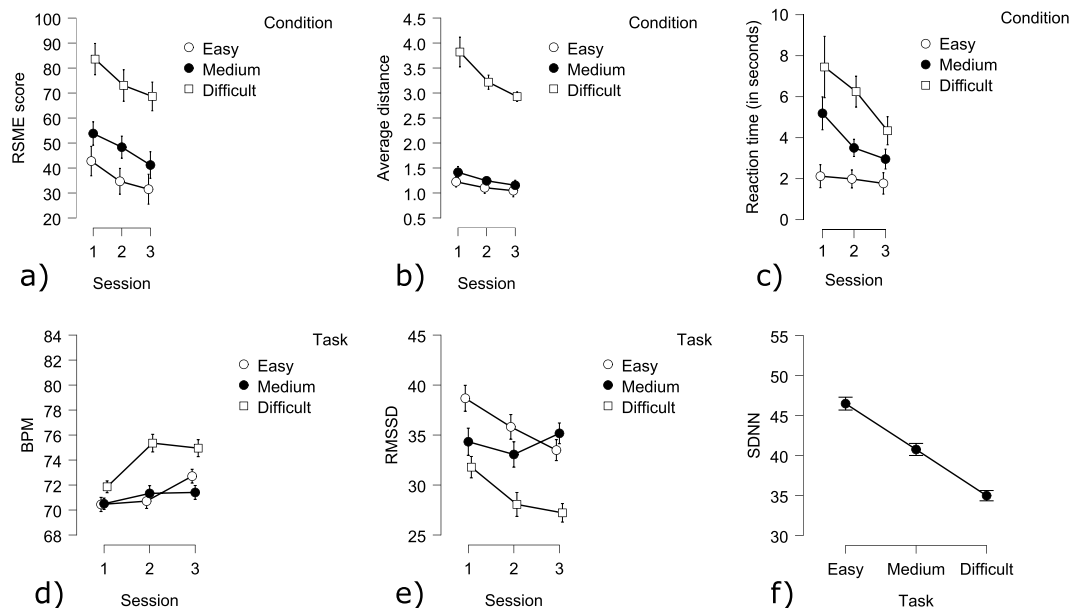 100
90
80
70
60
50
40
30
20
RSME score
Condition
Easy
Medium
Difficult
1 2 3
Session
a)
4.5
4.0
3.5
3.0
2.5
2.0
1.5
1.0
0.5
Average distance
Condition
Easy
Medium
Difficult
1 2 3
Session
b)
10
8
6
4
2
0
Reaction time (in seconds)
Condition
Easy
Medium
Difficult
1 2 3
Session
c)
84
82
80
78
76
74
72
70
68
BPM
Task
Easy
Medium
Difficult
1 2 3
Session
d)
45
40
35
30
25
RMSSD
Task
Easy
Medium
Difficult
1 2 3
Session
e)
55
50
45
40
35
30
SDNN
Easy Medium Difficult
Task
f)